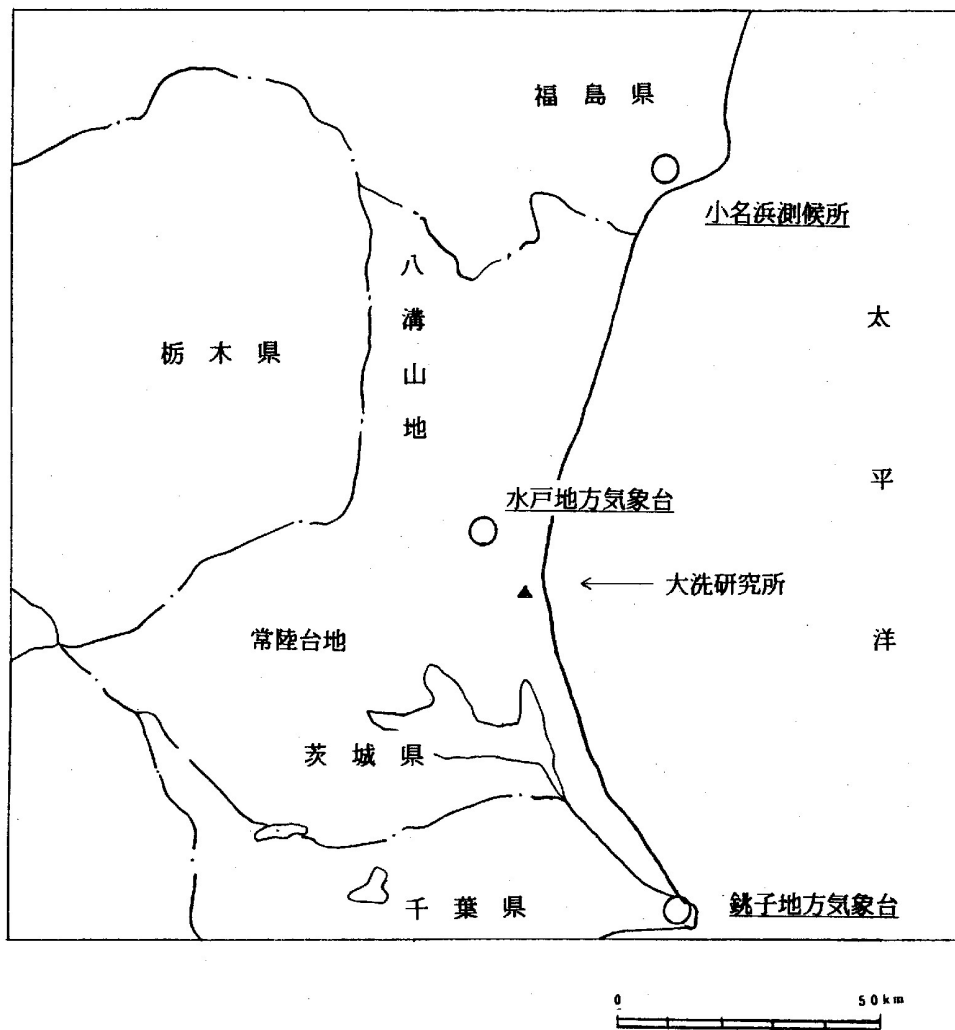 福島県
小名浜測候所
八溝山地
太平洋
栃木県
水戸地方気象台
大洗研究所
常陸台地
茨城県
千葉県
銚子地方気象台
0 50km